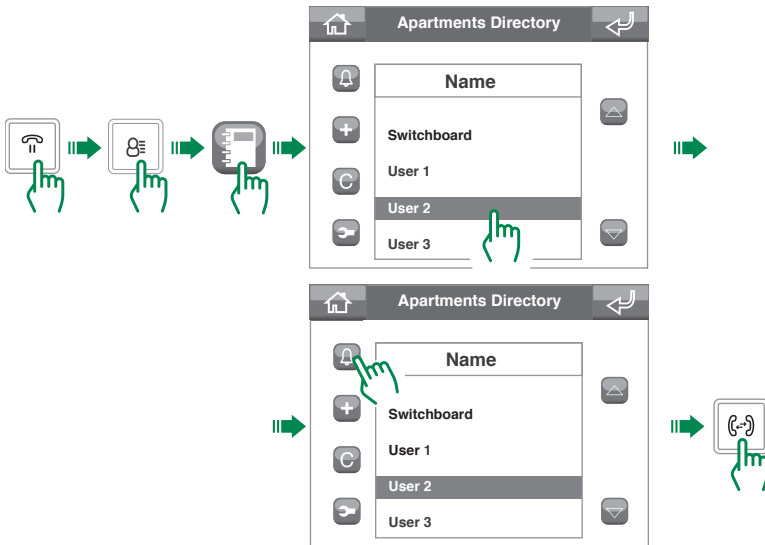 Apartments Directory
Name
Switchboard
User 1
C
User 2
User 3
Apartments Directory
Name
Switchboard
User 1
C
User 2
User 3